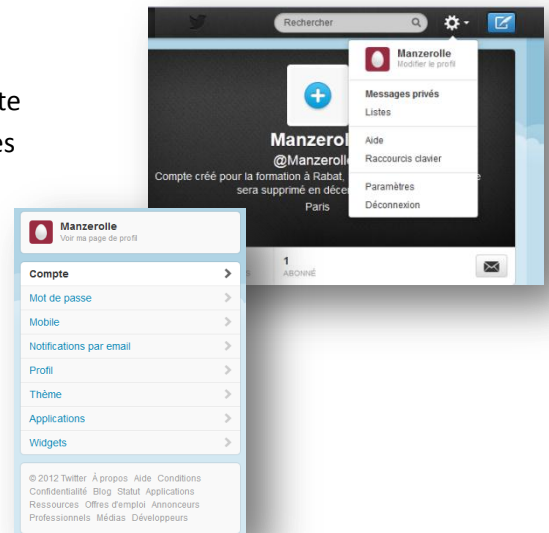 te
es
Rechercher
Manzerolle
Modifier le profil
Messages privés
Listes
Aide
Raccourcis clavier
Paramètres
Déconnexion
@Manzerolle
Compte créé pour la formation à Rabat,
sera supprimé en
Paris
1
ABONNÉ
Manzerolle
Voir ma page de profil
Compte
Mot de passe
Mobile
Notifications par email
Profil
Thème
Applications
Widgets
© 2012 Twitter À propos Aide Conditions
Confidentialité Blog Statut Applications
Ressources Offres d'emploi Annonceurs
Professionnels Médias Développeurs